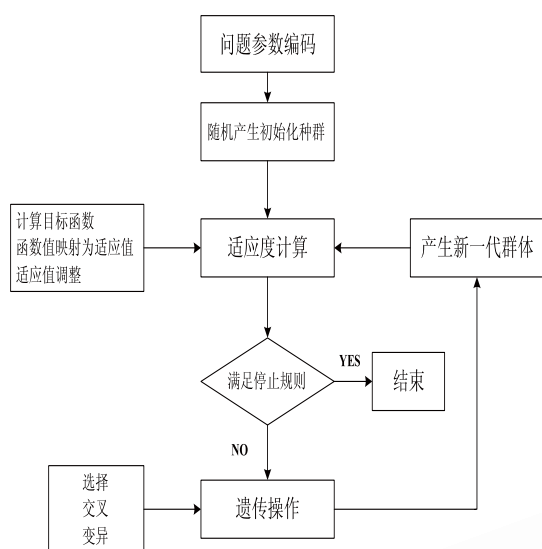 问题参数编码
随机产生初始化种群
计算目标函数
函数值映射为适应值
适应值调整
适应度计算
产生新一代群体
满足停止规则
YES
结束
NO
选择
交叉
变异
遗传操作